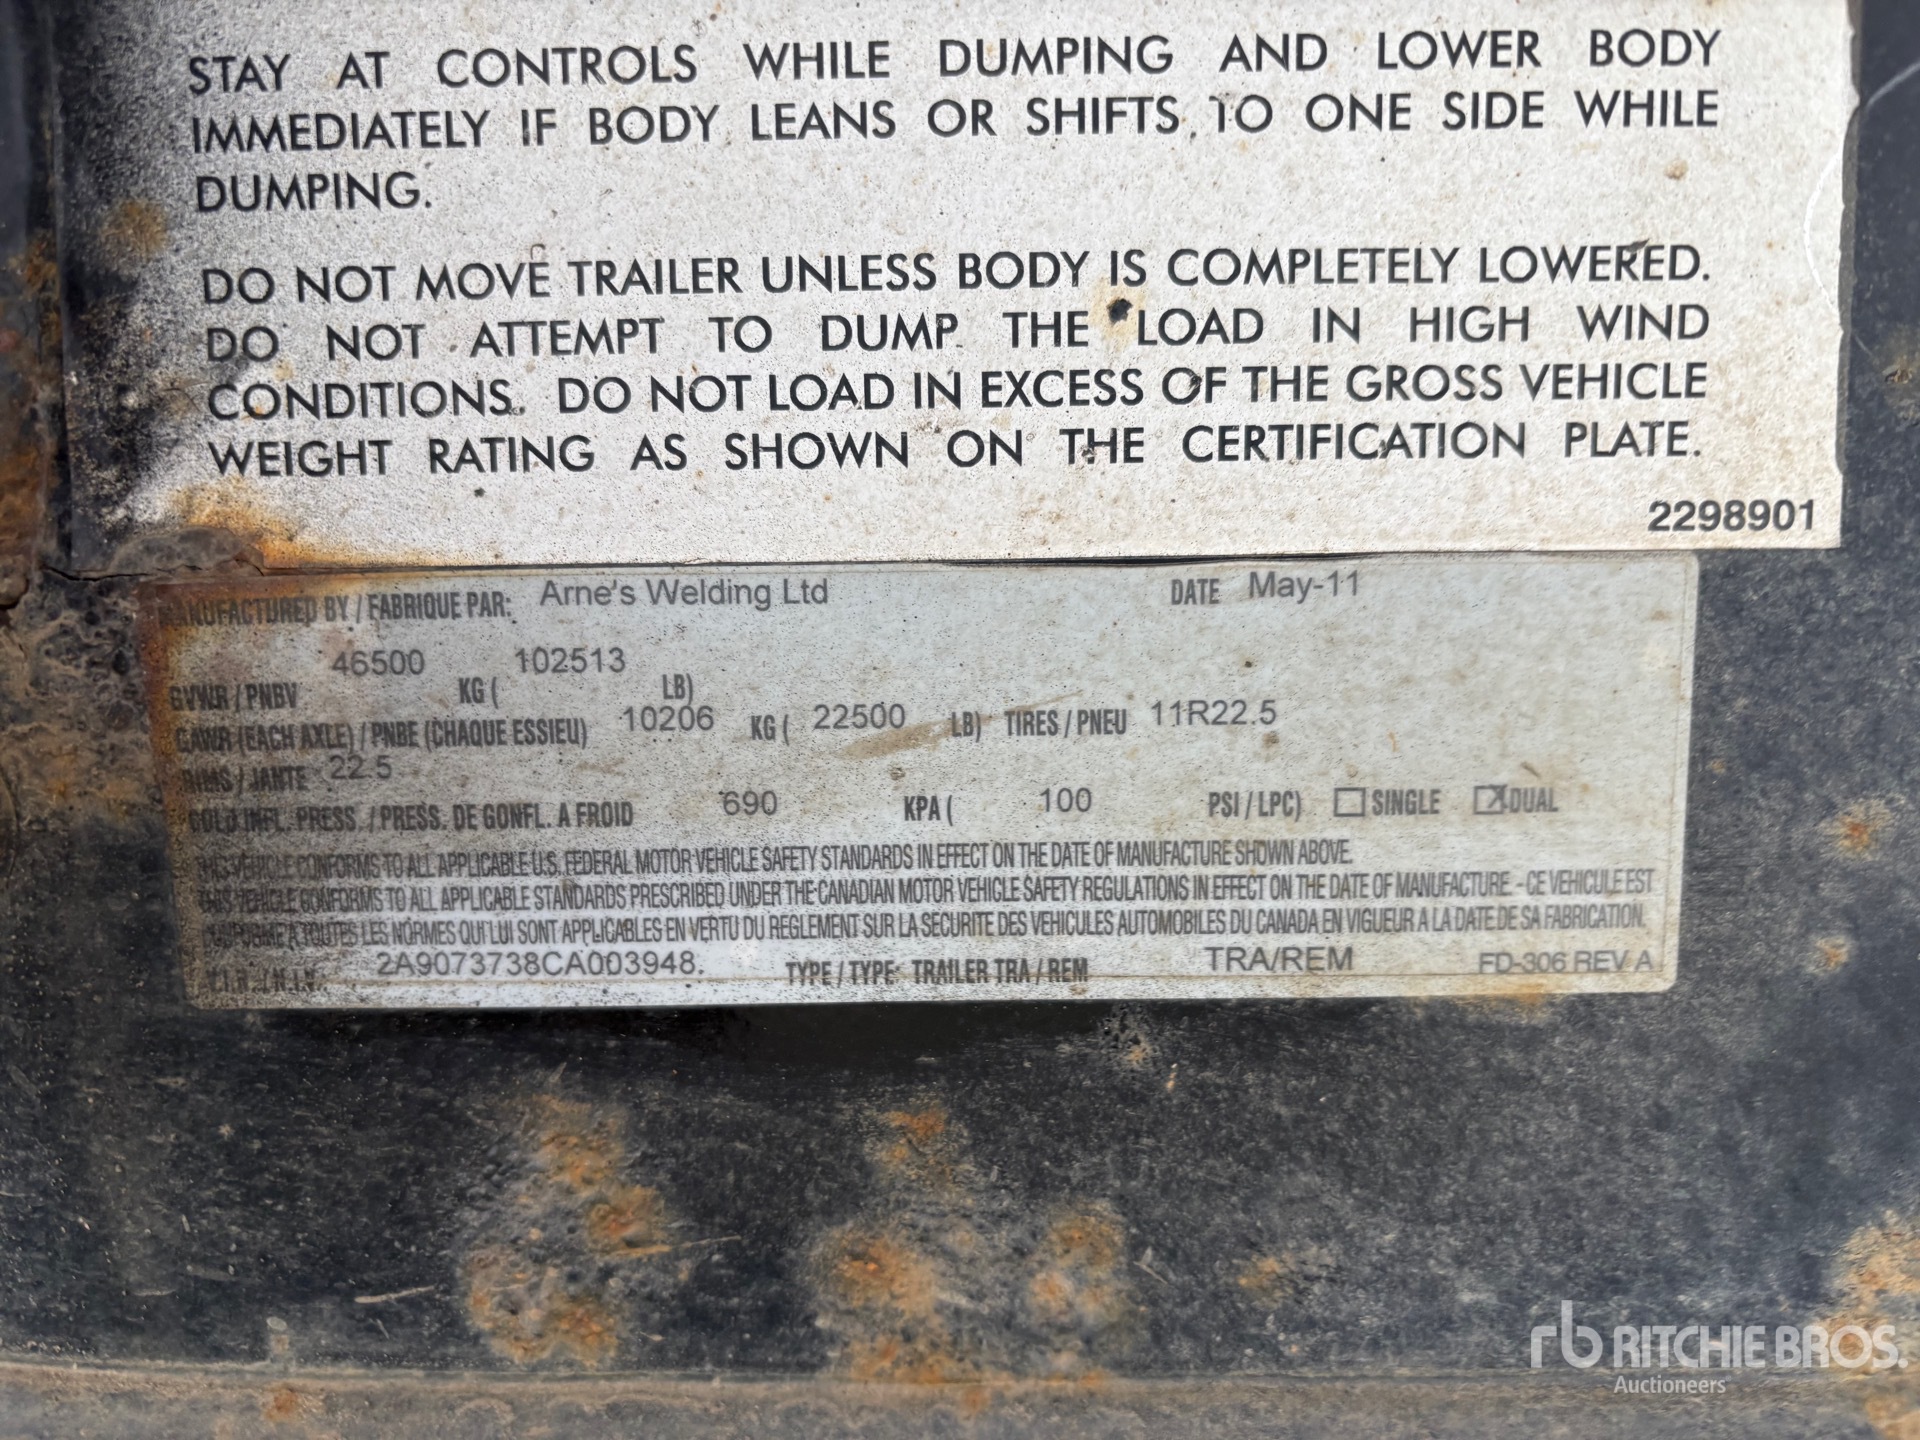 STAY AT CONTROLS WHILE DUMPING AND LOWER BODY
IMMEDIATELY IF BODY LEANS OR SHIFTS TO ONE SIDE WHILE
DUMPING.
DO NOT MOVE TRAILER UNLESS BODY IS COMPLETELY LOWERED.
DO NOT ATTEMPT TO DUMP THE LOAD IN HIGH WIND
CONDITIONS. DO NOT LOAD IN EXCESS OF THE GROSS VEHICLE
WEIGHT RATING AS SHOWN ON THE CERTIFICATION PLATE.
2298901
MANUFACTURED BY / FABRIQUE PAR: Arne's Welding Ltd DATE May-11
GVWR / PNBV 46500 KG ( 102513 LB)
GAWR (EACH AXLE) / PNBE (CHAQUE ESSIEU) 10206 KG ( 22500 LB) TIRES / PNEU 11R22.5
RIMS / JANTE 22.5
COLD INFL. PRESS. / PRESS. DE GONFL. A FROID 690 KPA ( 100 PSI / LPC) SINGLE DUAL
THIS VEHICLE CONFORMS TO ALL APPLICABLE U.S. FEDERAL MOTOR VEHICLE SAFETY STANDARDS IN EFFECT ON THE DATE OF MANUFACTURE SHOWN ABOVE.
THIS VEHICLE CONFORMS TO ALL APPLICABLE STANDARDS PRESCRIBED UNDER THE CANADIAN MOTOR VEHICLE SAFETY REGULATIONS IN EFFECT ON THE DATE OF MANUFACTURE. - CE VEHICULE EST
CONFORME A TOUTES LES NORMES QUI LUI SONT APPLICABLES EN VERTU DU REGLEMENT SUR LA SECURITE DES VEHICULES AUTOMOBILES DU CANADA EN VIGUEUR A LA DATE DE SA FABRICATION.
V.I.N. / N.I.V. 2A9073738CA003948. TYPE / TYPE: TRAILER TRA / REM TRA/REM FD-306 REV A
rb RITCHIE BROS.
Auctioneers